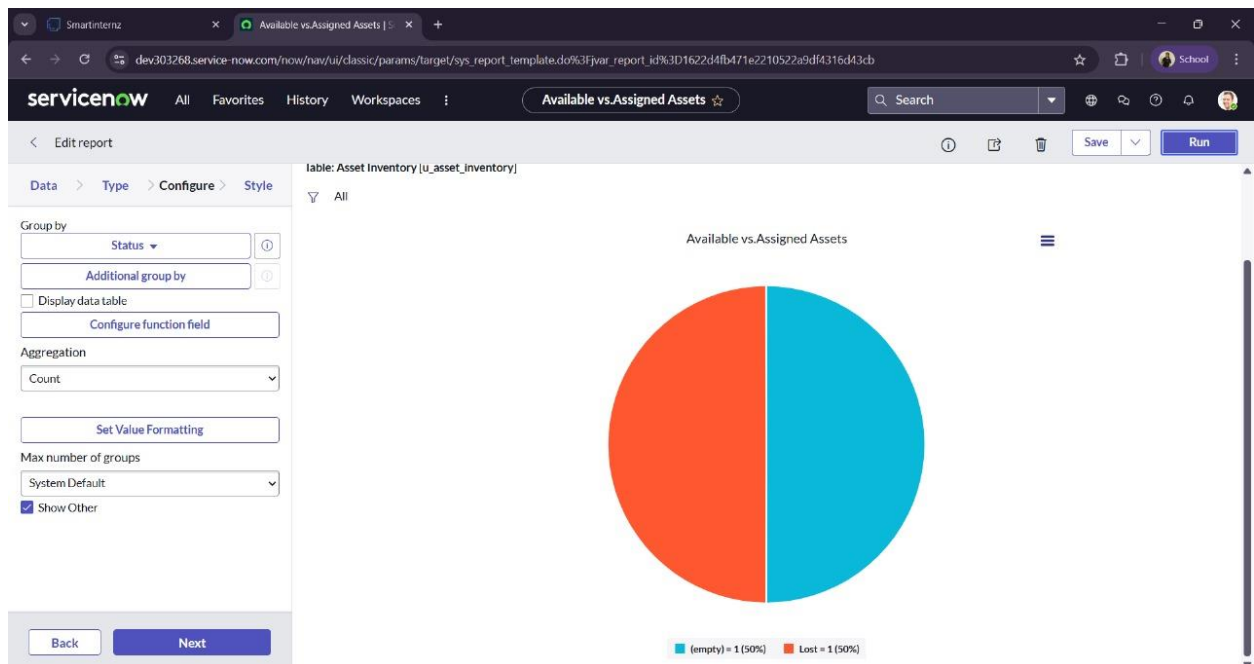 Smartinternz
Available vs.Assigned Assets | S
dev303268.service-now.com/now/nav/ui/classic/params/target/sys_report_template.do%3Fjvar_report_id%3D1622d4fb471e2210522a9df4316d43cb
School
servicenow All Favorites History Workspaces Available vs.Assigned Assets Search
Edit report Save Run
Data > Type > Configure > Style
Table: Asset Inventory [u_asset_inventory]
All
Group by
Status
Additional group by
Display data table
Configure function field
Aggregation
Count
Set Value Formatting
Max number of groups
System Default
Show Other
Back Next
Available vs.Assigned Assets
(empty) = 1 (50%) Lost = 1 (50%)